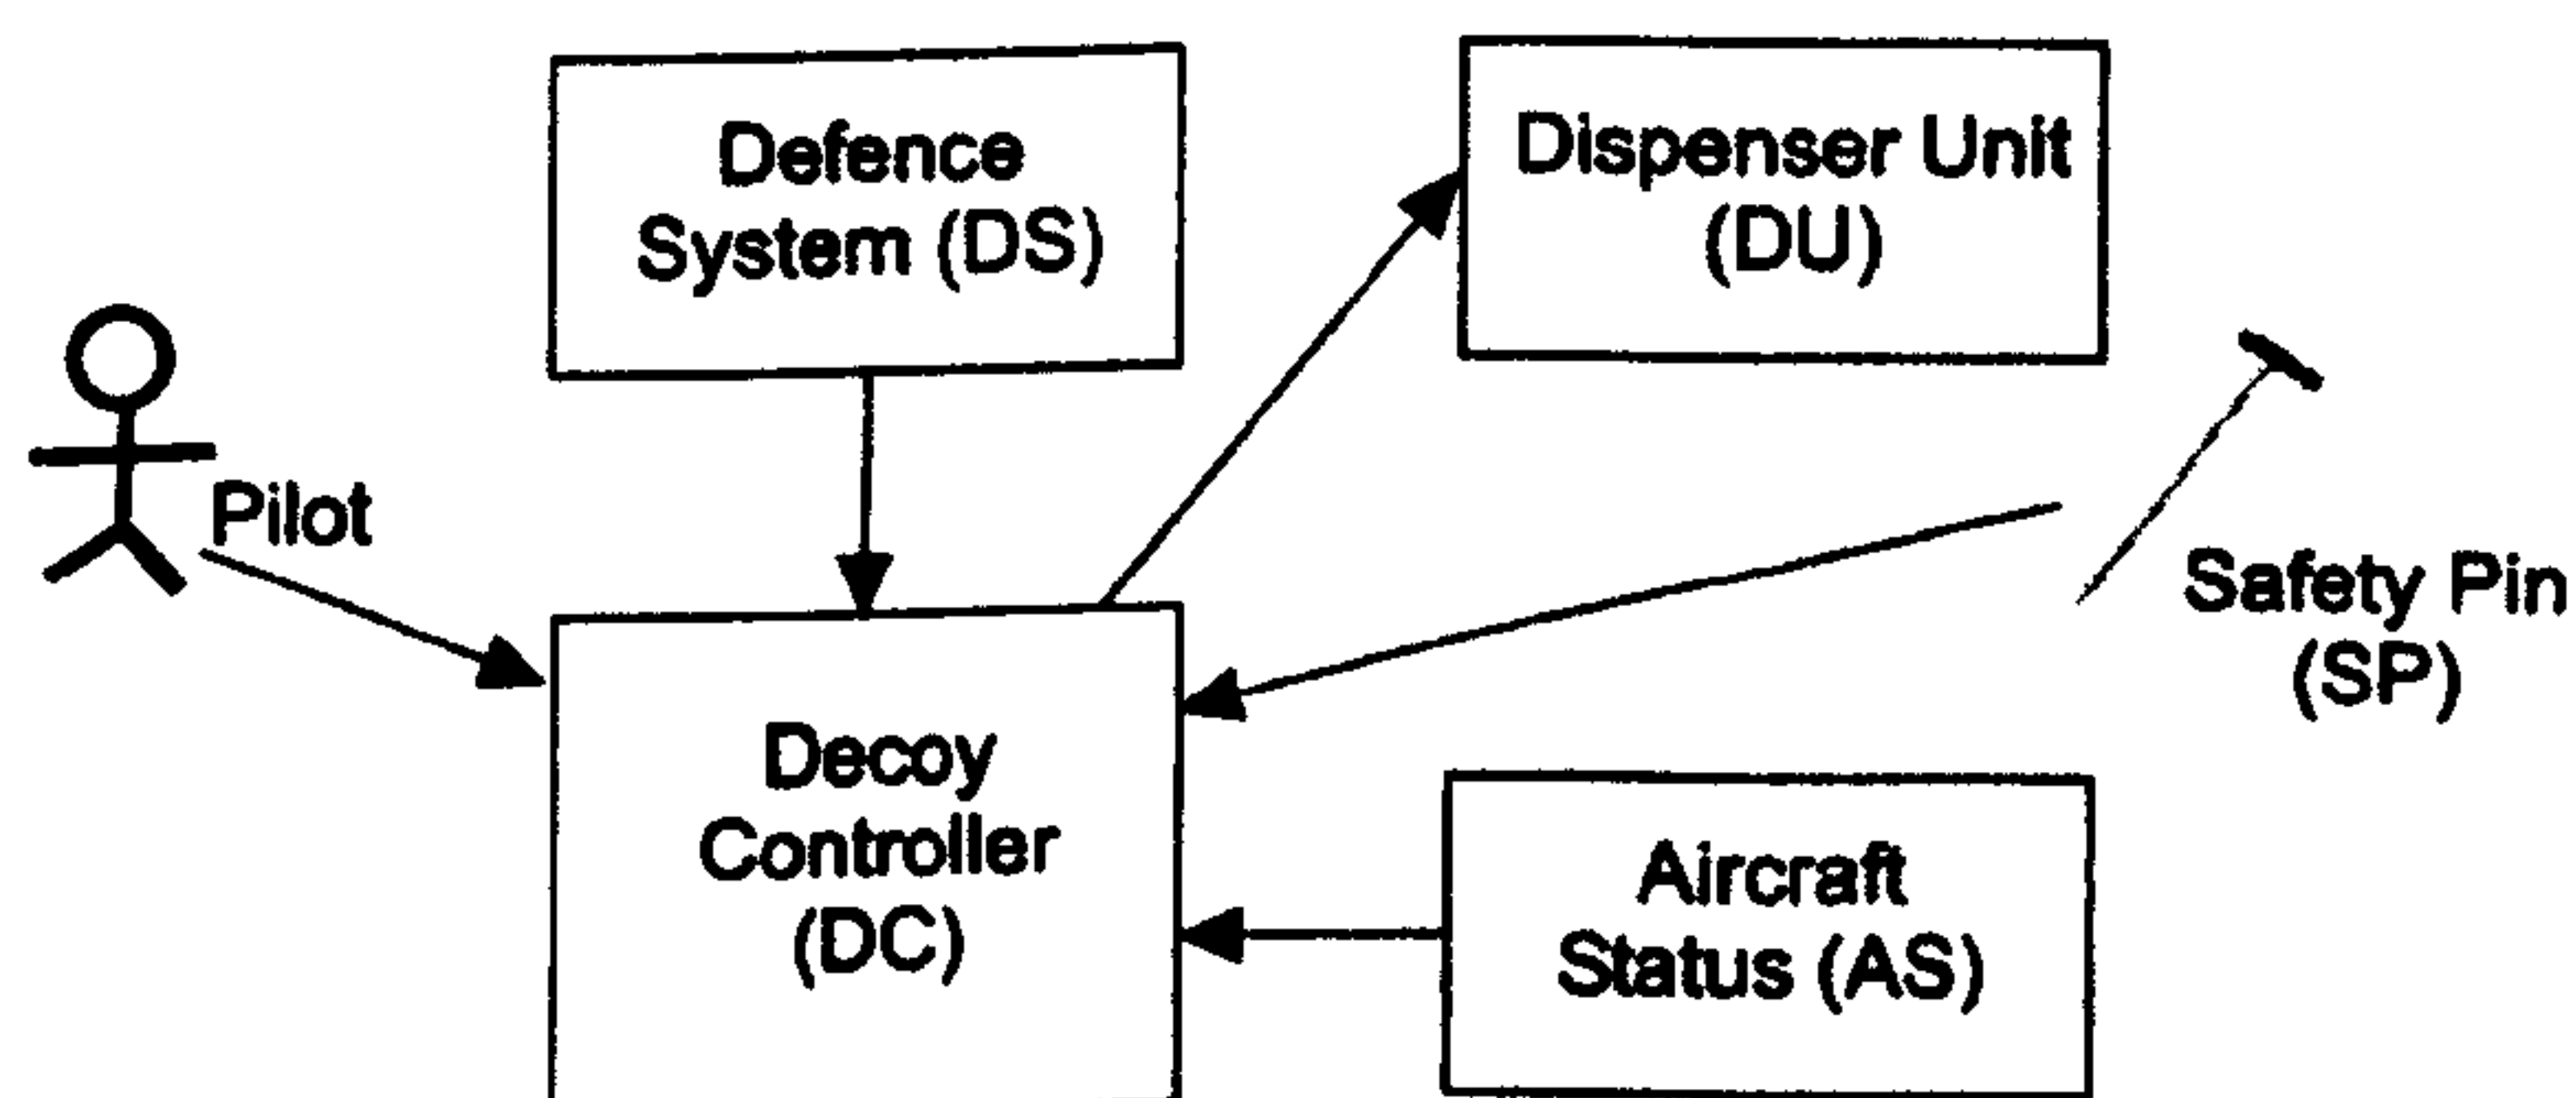 Defence
System (DS)
Dispenser Unit
(DU)
Pilot
Safety Pin
(SP)
Decoy
Controller
(DC)
Aircraft
Status (AS)